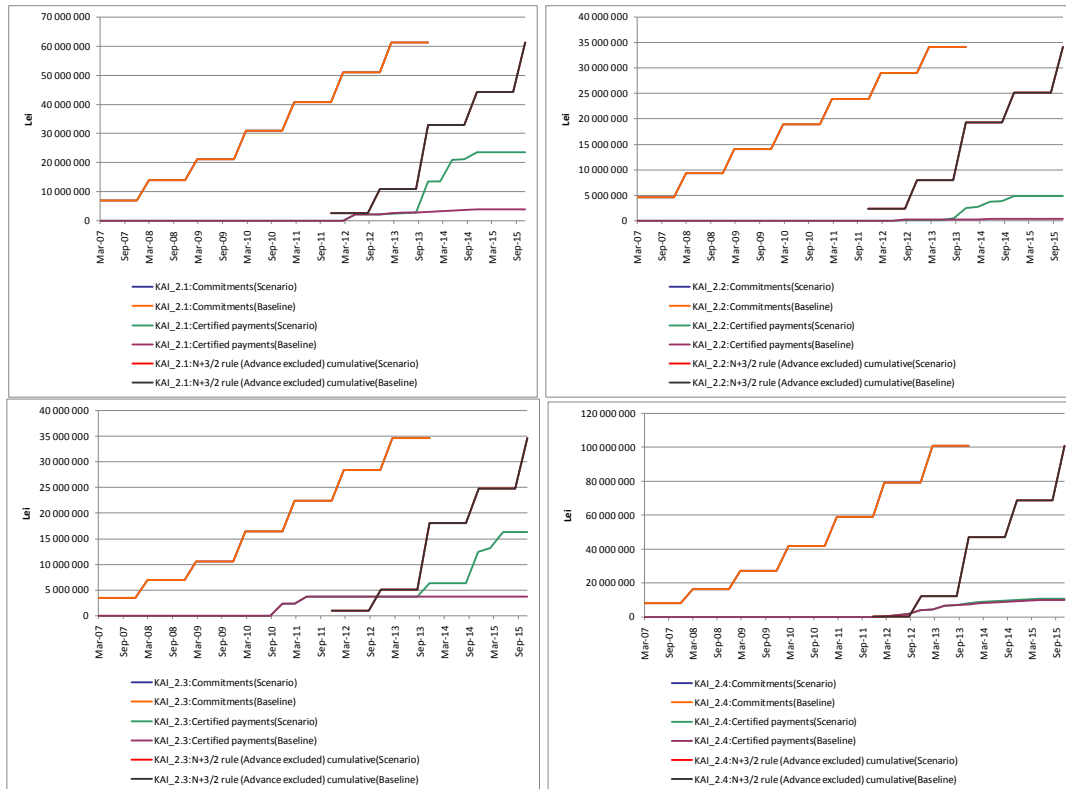 70 000 000
60 000 000
50 000 000
40 000 000
30 000 000
20 000 000
10 000 000
0
Lei
Mar-07
Sep-07
Mar-08
Sep-08
Mar-09
Sep-09
Mar-10
Sep-10
Mar-11
Sep-11
Mar-12
Sep-12
Mar-13
Sep-13
Mar-14
Sep-14
Mar-15
Sep-15
KAI_2.1:Commitments(Scenario)
KAI_2.1:Commitments(Baseline)
KAI_2.1:Certified payments(Scenario)
KAI_2.1:Certified payments(Baseline)
KAI_2.1:N+3/2 rule (Advance excluded) cumulative(Scenario)
KAI_2.1:N+3/2 rule (Advance excluded) cumulative(Baseline)
40 000 000
35 000 000
30 000 000
25 000 000
20 000 000
15 000 000
10 000 000
5 000 000
0
Lei
Mar-07
Sep-07
Mar-08
Sep-08
Mar-09
Sep-09
Mar-10
Sep-10
Mar-11
Sep-11
Mar-12
Sep-12
Mar-13
Sep-13
Mar-14
Sep-14
Mar-15
Sep-15
KAI_2.2:Commitments(Scenario)
KAI_2.2:Commitments(Baseline)
KAI_2.2:Certified payments(Scenario)
KAI_2.2:Certified payments(Baseline)
KAI_2.2:N+3/2 rule (Advance excluded) cumulative(Scenario)
KAI_2.2:N+3/2 rule (Advance excluded) cumulative(Baseline)
40 000 000
35 000 000
30 000 000
25 000 000
20 000 000
15 000 000
10 000 000
5 000 000
0
Lei
Mar-07
Sep-07
Mar-08
Sep-08
Mar-09
Sep-09
Mar-10
Sep-10
Mar-11
Sep-11
Mar-12
Sep-12
Mar-13
Sep-13
Mar-14
Sep-14
Mar-15
Sep-15
KAI_2.3:Commitments(Scenario)
KAI_2.3:Commitments(Baseline)
KAI_2.3:Certified payments(Scenario)
KAI_2.3:Certified payments(Baseline)
KAI_2.3:N+3/2 rule (Advance excluded) cumulative(Scenario)
KAI_2.3:N+3/2 rule (Advance excluded) cumulative(Baseline)
120 000 000
100 000 000
80 000 000
60 000 000
40 000 000
20 000 000
0
Lei
Mar-07
Sep-07
Mar-08
Sep-08
Mar-09
Sep-09
Mar-10
Sep-10
Mar-11
Sep-11
Mar-12
Sep-12
Mar-13
Sep-13
Mar-14
Sep-14
Mar-15
Sep-15
KAI_2.4:Commitments(Scenario)
KAI_2.4:Commitments(Baseline)
KAI_2.4:Certified payments(Scenario)
KAI_2.4:Certified payments(Baseline)
KAI_2.4:N+3/2 rule (Advance excluded) cumulative(Scenario)
KAI_2.4:N+3/2 rule (Advance excluded) cumulative(Baseline)